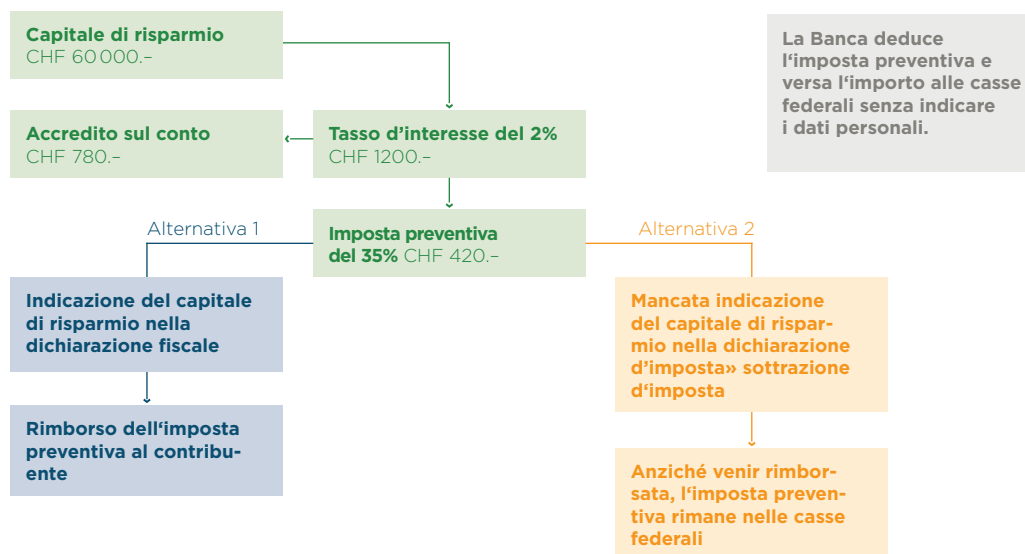 Capitale di risparmio
CHF 60 000.–
La Banca deduce
l‘imposta preventiva e
versa l‘importo alle casse
federali senza indicare
i dati personali.
Accredito sul conto
CHF 780.–
Tasso d’interesse del 2%
CHF 1200.–
Alternativa 1
Imposta preventiva
del 35% CHF 420.–
Alternativa 2
Indicazione del capitale
di risparmio nella
dichiarazione fiscale
Mancata indicazione
del capitale di rispar-
mio nella dichiarazione
d’imposta» sottrazione
d‘imposta
Rimborso dell‘imposta
preventiva al contribu-
ente
Anziché venir rimbor-
sata, l‘imposta preven-
tiva rimane nelle casse
federali